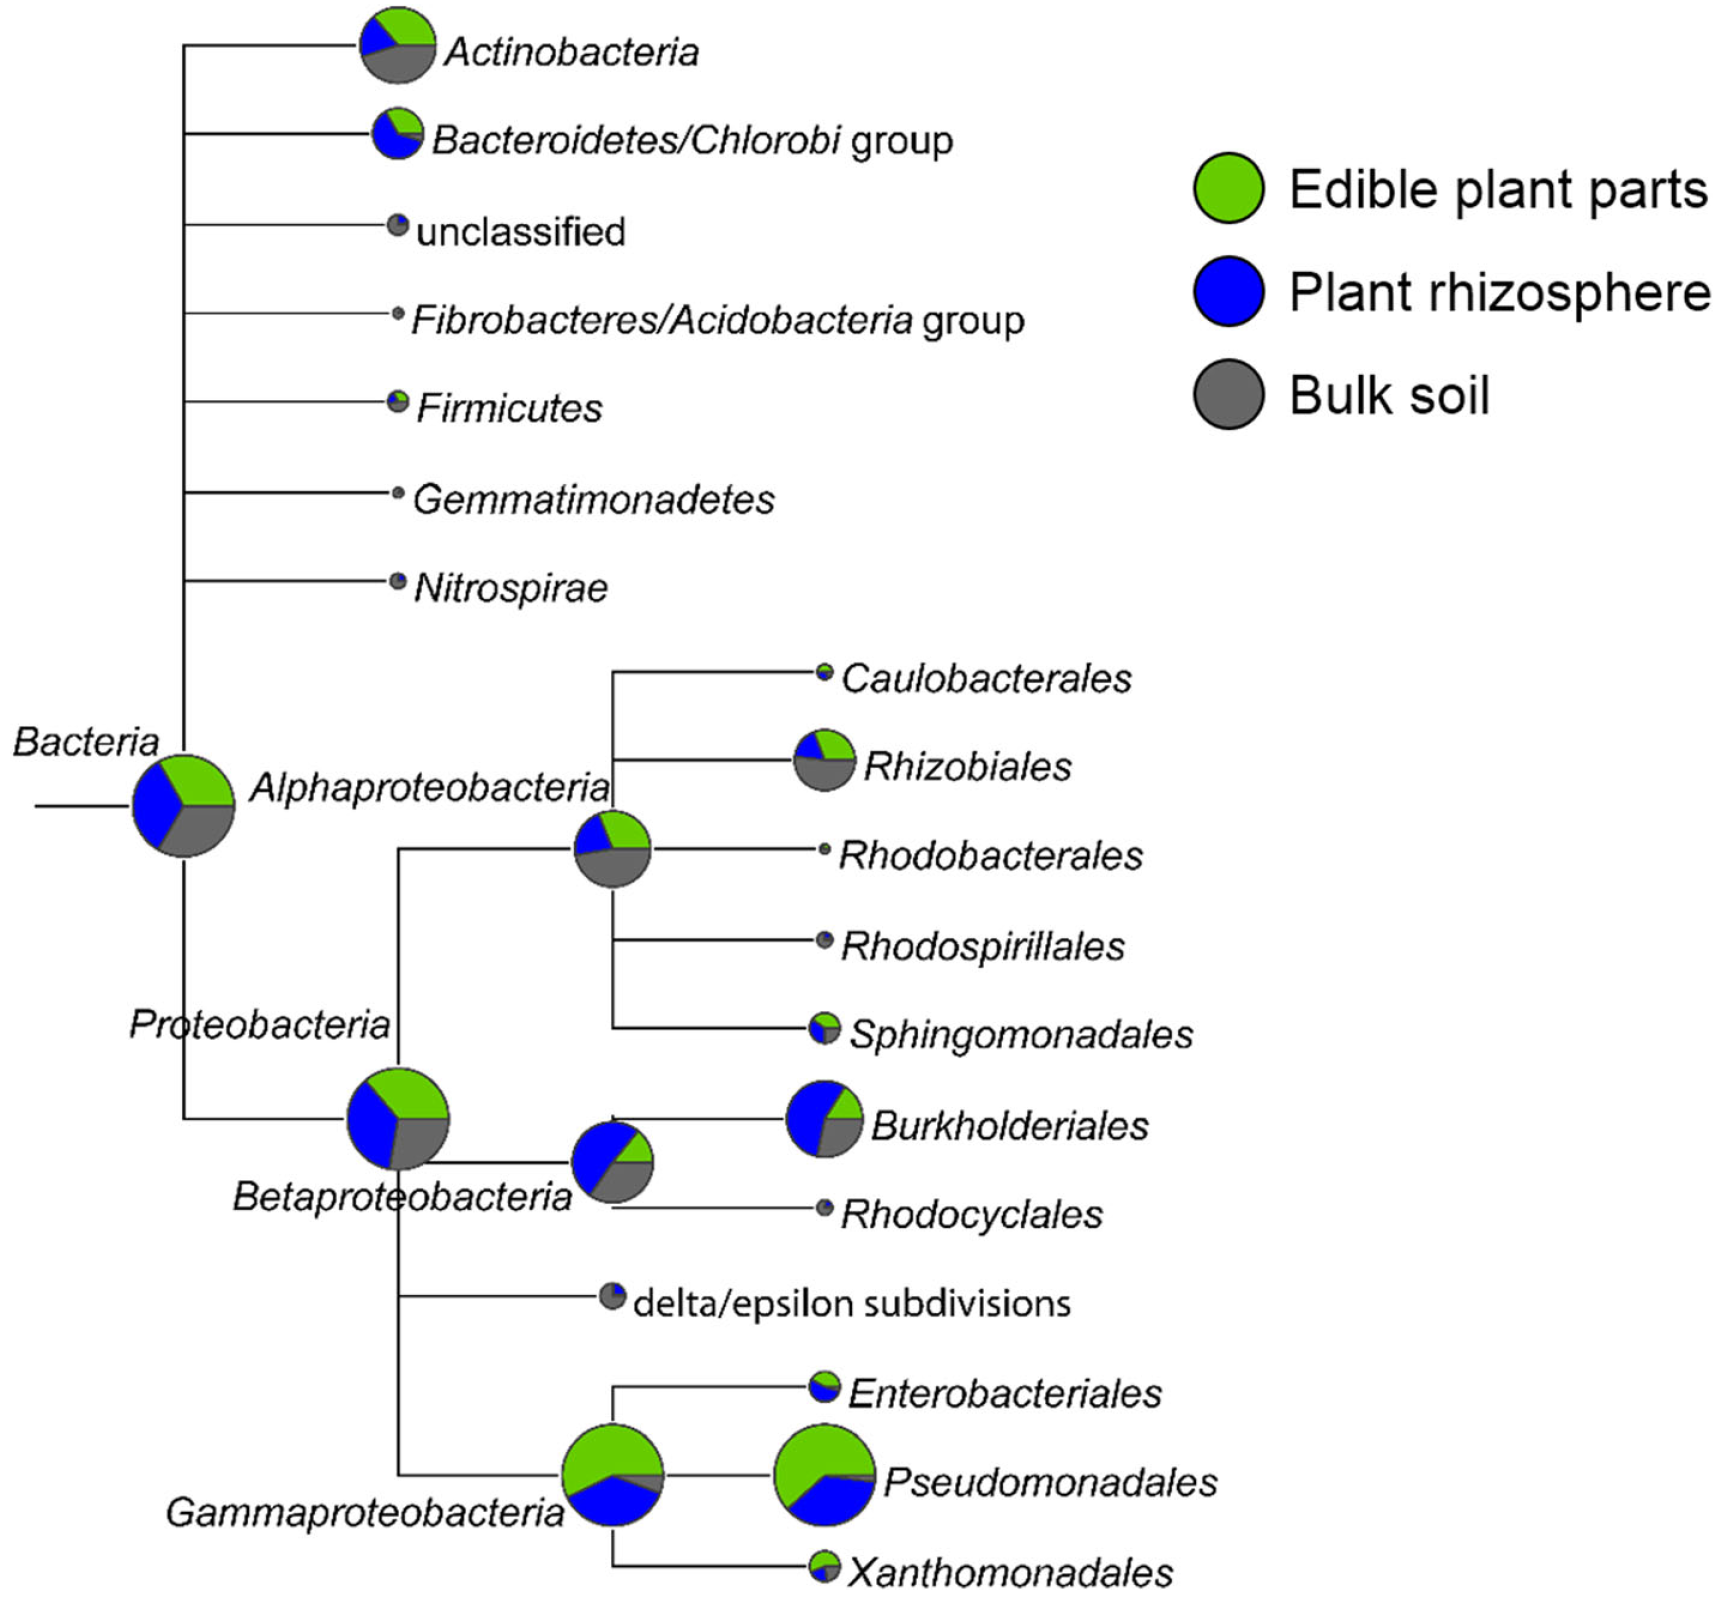 Actinobacteria
Bacteroidetes/Chlorobi group
unclassified
Fibrobacteres/Acidobacteria group
Firmicutes
Gemmatimonadetes
Nitrospirae
Edible plant parts
Plant rhizosphere
Bulk soil
Bacteria
Alphaproteobacteria
Caulobacterales
Rhizobiales
Rhodobacterales
Rhodospirillales
Sphingomonadales
Proteobacteria
Betaproteobacteria
Burkholderiales
Rhodocyclales
delta/epsilon subdivisions
Gammaproteobacteria
Enterobacteriales
Pseudomonadales
Xanthomonadales